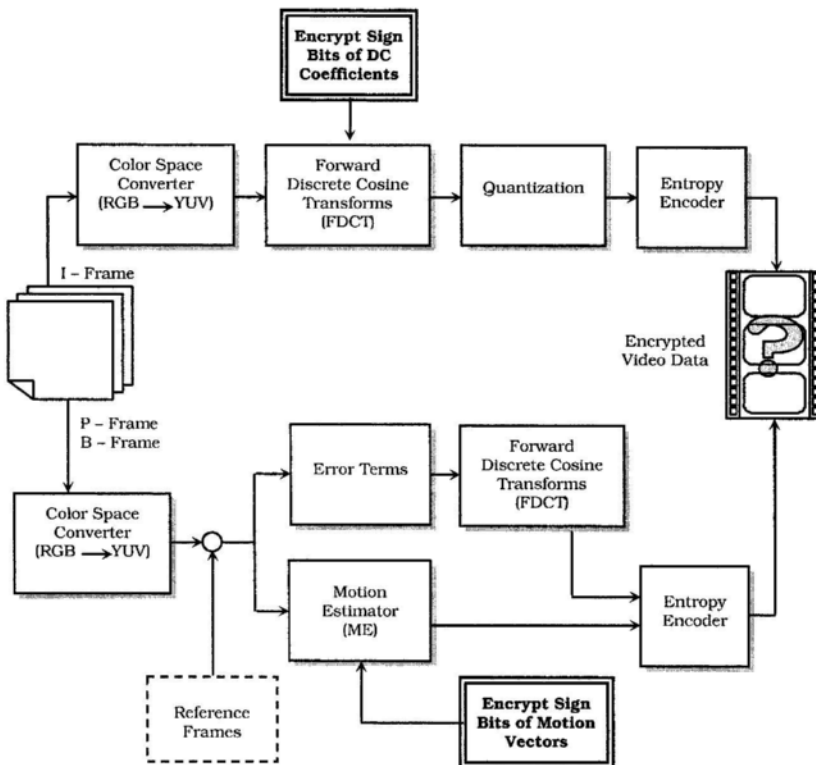 Encrypt Sign
Bits of DC
Coefficients
Color Space
Converter
(RGB → YUV)
Forward
Discrete Cosine
Transforms
(FDCT)
Quantization
Entropy
Encoder
I – Frame
Encrypted
Video Data
?
P – Frame
B – Frame
Error Terms
Forward
Discrete Cosine
Transforms
(FDCT)
Color Space
Converter
(RGB → YUV)
Motion
Estimator
(ME)
Entropy
Encoder
Reference
Frames
Encrypt Sign
Bits of Motion
Vectors